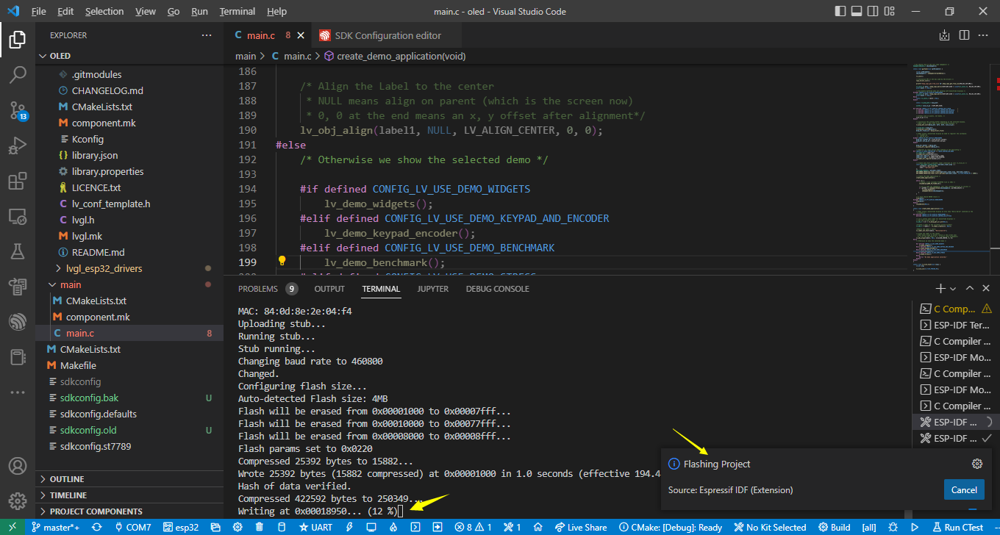 File Edit Selection View Go Run Terminal Help main.c - oled - Visual Studio Code
EXPLORER
OLED
.gitmodules
CHANGELOG.md
CMakeLists.txt
component.mk
Kconfig
library.json
library.properties
LICENCE.txt
lv_conf_template.h
lvgl.h
lvgl.mk
README.md
lvgl_esp32_drivers
main
CMakeLists.txt
component.mk
main.c 8
CMakeLists.txt
Makefile
sdkconfig
sdkconfig.bak U
sdkconfig.defaults
sdkconfig.old U
sdkconfig.st7789
OUTLINE
TIMELINE
PROJECT COMPONENTS
13
main.c 8 SDK Configuration editor
main > C main.c > create_demo_application(void)
186
187 /* Align the Label to the center
188 * NULL means align on parent (which is the screen now)
189 * 0, 0 at the end means an x, y offset after alignment*/
190 lv_obj_align(label1, NULL, LV_ALIGN_CENTER, 0, 0);
191 #else
192 /* Otherwise we show the selected demo */
193
194 #if defined CONFIG_LV_USE_DEMO_WIDGETS
195 lv_demo_widgets();
196 #elif defined CONFIG_LV_USE_DEMO_KEYPAD_AND_ENCODER
197 lv_demo_keypad_encoder();
198 #elif defined CONFIG_LV_USE_DEMO_BENCHMARK
199 lv_demo_benchmark();
PROBLEMS 9 OUTPUT TERMINAL JUPYTER DEBUG CONSOLE
MAC: 84:0d:8e:2e:04:f4
Uploading stub...
Running stub...
Stub running...
Changing baud rate to 460800
Changed.
Configuring flash size...
Auto-detected Flash size: 4MB
Flash will be erased from 0x00001000 to 0x00007fff...
Flash will be erased from 0x00010000 to 0x00077fff...
Flash will be erased from 0x00008000 to 0x00008fff...
Flash params set to 0x0220
Compressed 25392 bytes to 15882...
Wrote 25392 bytes (15882 compressed) at 0x00001000 in 1.0 seconds (effective 194.4
Hash of data verified.
Compressed 422592 bytes to 250349...
Writing at 0x00018950... (12 %)
C Comp...
ESP-IDF Ter...
C Compiler ...
ESP-IDF Mo...
C Compiler ...
ESP-IDF Mo...
C Compiler ...
ESP-IDF ...
ESP-IDF ...
Flashing Project
Source: Espressif IDF (Extension)
Cancel
master*+ COM7 esp32 UART 8 1 1 Live Share CMake: [Debug]: Ready No Kit Selected Build [all] Run CTest